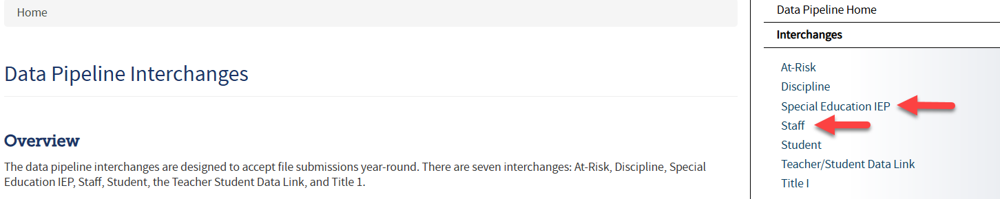 Home
Data Pipeline Interchanges
Overview
The data pipeline interchanges are designed to accept file submissions year-round. There are seven interchanges: At-Risk, Discipline, Special
Education IEP, Staff, Student, the Teacher Student Data Link, and Title 1.
Data Pipeline Home
Interchanges
At-Risk
Discipline
Special Education IEP
Staff
Student
Teacher/Student Data Link
Title I